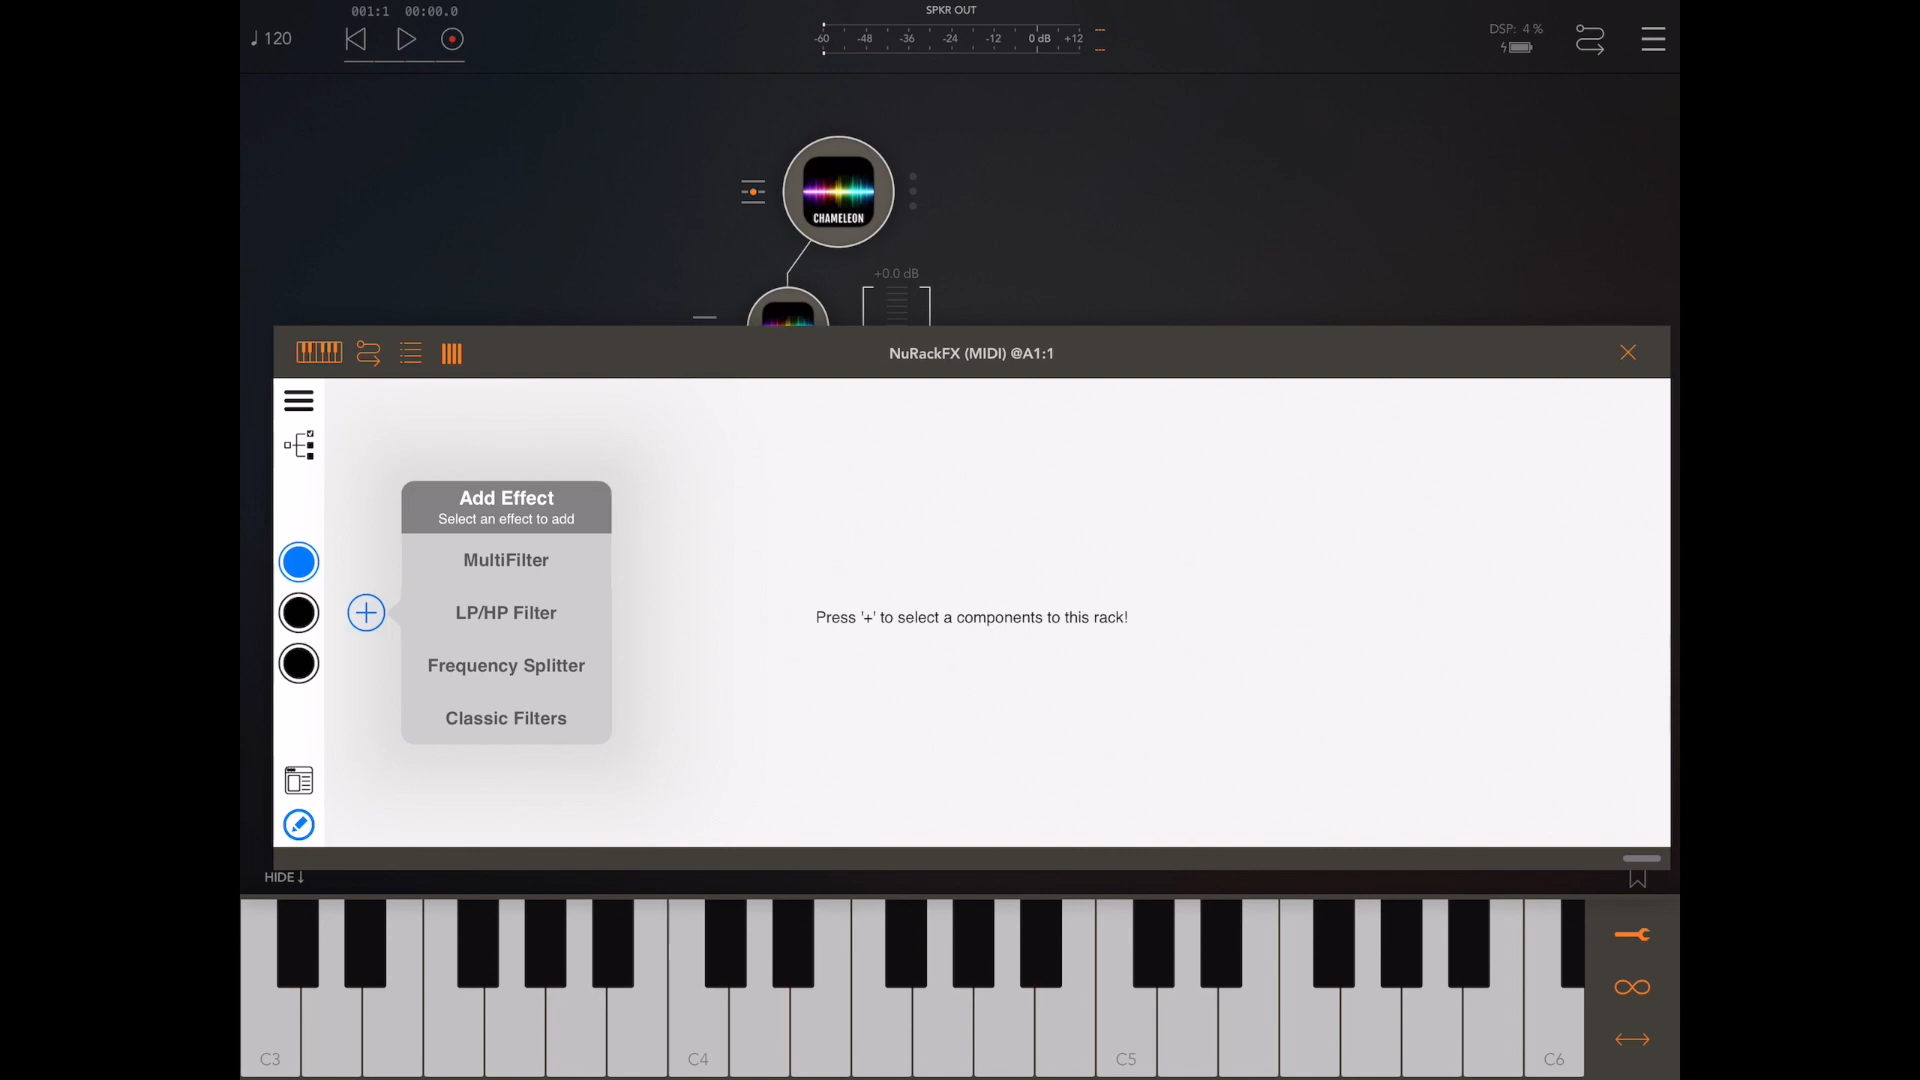 001:1 00:00.0
♩ 120
SPKR OUT
-60 -48 -36 -24 -12 0 dB +12
DSP: 4 %
CHAMELEON
+0.0 dB
NuRackFX (MIDI) @A1:1
Add Effect
Select an effect to add
MultiFilter
LP/HP Filter
Frequency Splitter
Classic Filters
Press '+' to select a components to this rack!
HIDE↓
C3 C4 C5 C6